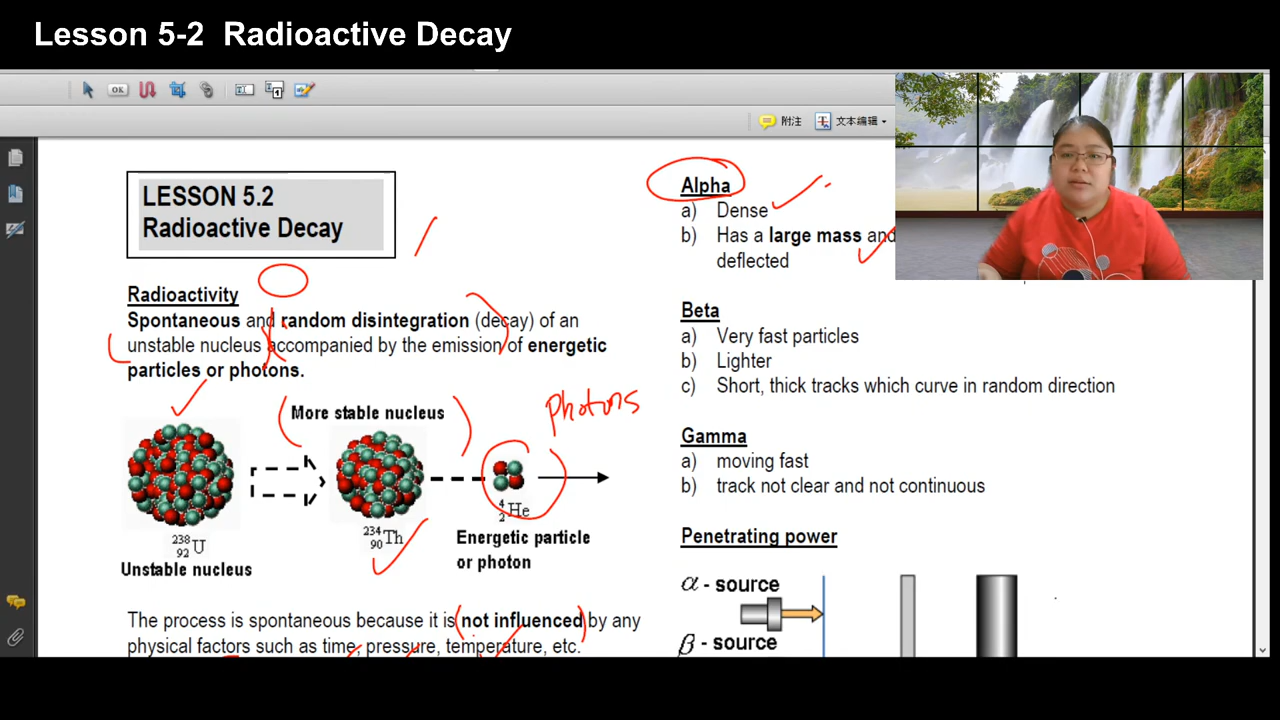 Lesson 5-2 Radioactive Decay
OK
1
附注
文本编辑
LESSON 5.2
Radioactive Decay
Radioactivity
Spontaneous and random disintegration (decay) of an
unstable nucleus accompanied by the emission of energetic
particles or photons.
More stable nucleus
photons
238
92 U
234
90 Th
4
2 He
Unstable nucleus
Energetic particle
or photon
The process is spontaneous because it is not influenced by any
physical factors such as time, pressure, temperature, etc.
Alpha
a) Dense
b) Has a large mass and
deflected
Beta
a) Very fast particles
b) Lighter
c) Short, thick tracks which curve in random direction
Gamma
a) moving fast
b) track not clear and not continuous
Penetrating power
α - source
β - source